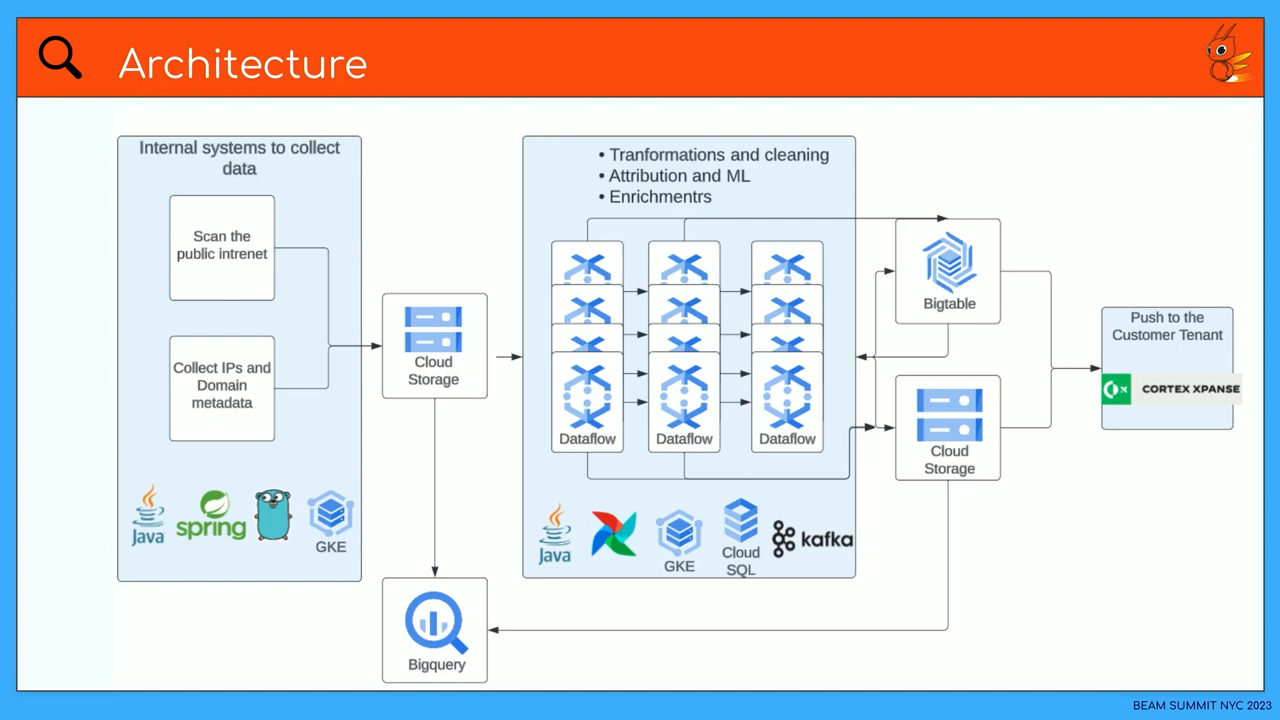 Architecture
Internal systems to collect
data
Scan the
public intrenet
Collect IPs and
Domain
metadata
Java
spring
GKE
Cloud
Storage
Bigquery
• Tranformations and cleaning
• Attribution and ML
• Enrichmentrs
Dataflow
Dataflow
Dataflow
Java
GKE
Cloud
SQL
kafka
Bigtable
Cloud
Storage
Push to the
Customer Tenant
CORTEX XPANSE
BEAM SUMMIT NYC 2023